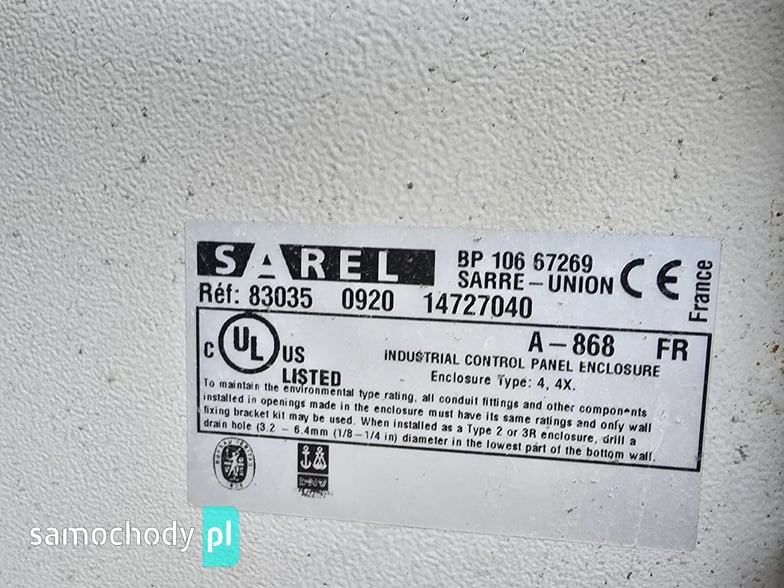 SAREL
BP 106 67269
SARRE - UNION
CE
France
Réf: 83035 0920 14727040
A - 868 FR
C UL US
LISTED
INDUSTRIAL CONTROL PANEL ENCLOSURE
Enclosure Type: 4, 4X.
To maintain the environmental type rating, all conduit fittings and other components
installed in openings made in the enclosure must have its same ratings and only wall
fixing bracket kit may be used. When installed as a Type 2 or 3R enclosure, drill a
drain hole (3.2 - 6.4mm (1/8-1/4 in) diameter in the lowest part of the bottom wall.
samochody pl